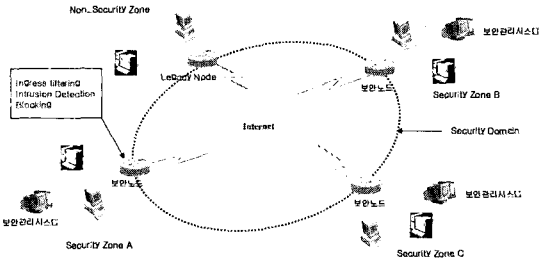 Non_Security Zone
보안관리시스템
Legacy Node
보안노드
Security Zone B
Ingress filtering
Intrusion Detection
Blocking
Internet
Security Domain
보안노드
보안노드
보안관리시스템
보안관리시스템
Security Zone A
Security Zone C